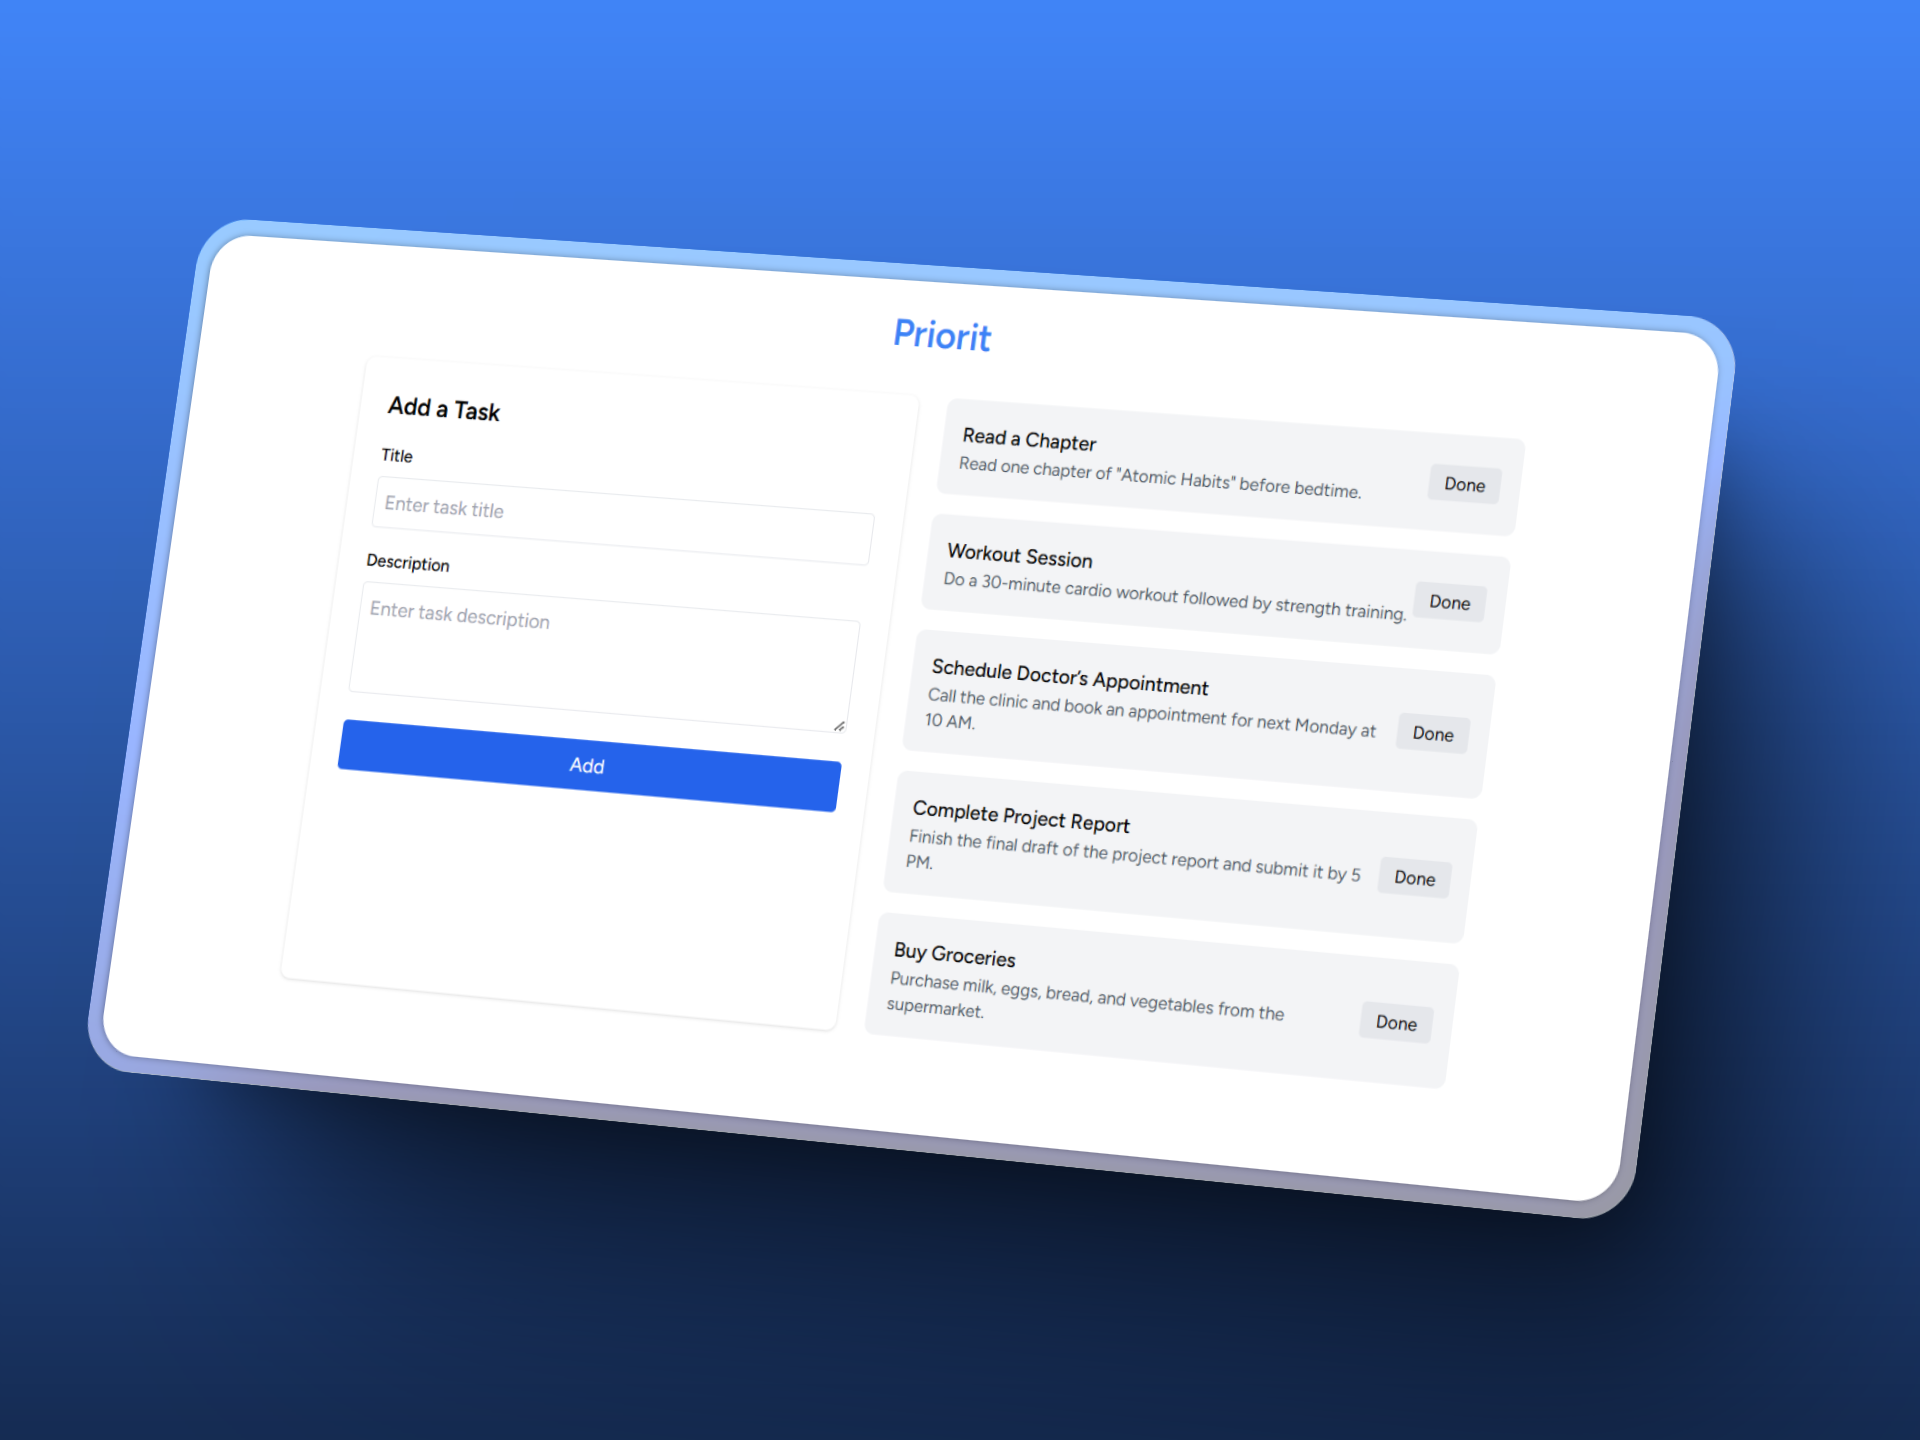 Priorit
Add a Task
Title
Enter task title
Description
Enter task description
Add
Read a Chapter
Read one chapter of "Atomic Habits" before bedtime.
Done
Workout Session
Do a 30-minute cardio workout followed by strength training.
Done
Schedule Doctor’s Appointment
Call the clinic and book an appointment for next Monday at
10 AM.
Done
Complete Project Report
Finish the final draft of the project report and submit it by 5
PM.
Done
Buy Groceries
Purchase milk, eggs, bread, and vegetables from the
supermarket.
Done